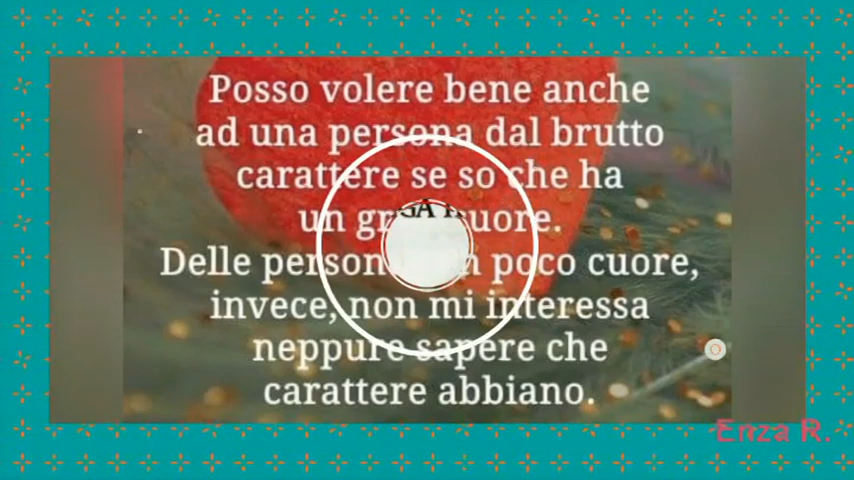 Posso volere bene anche
ad una persona dal brutto
carattere se so che ha
un
Delle poco cuore,
invece, non mi interessa
neppure sapere che
carattere abbiano.
Enza R.